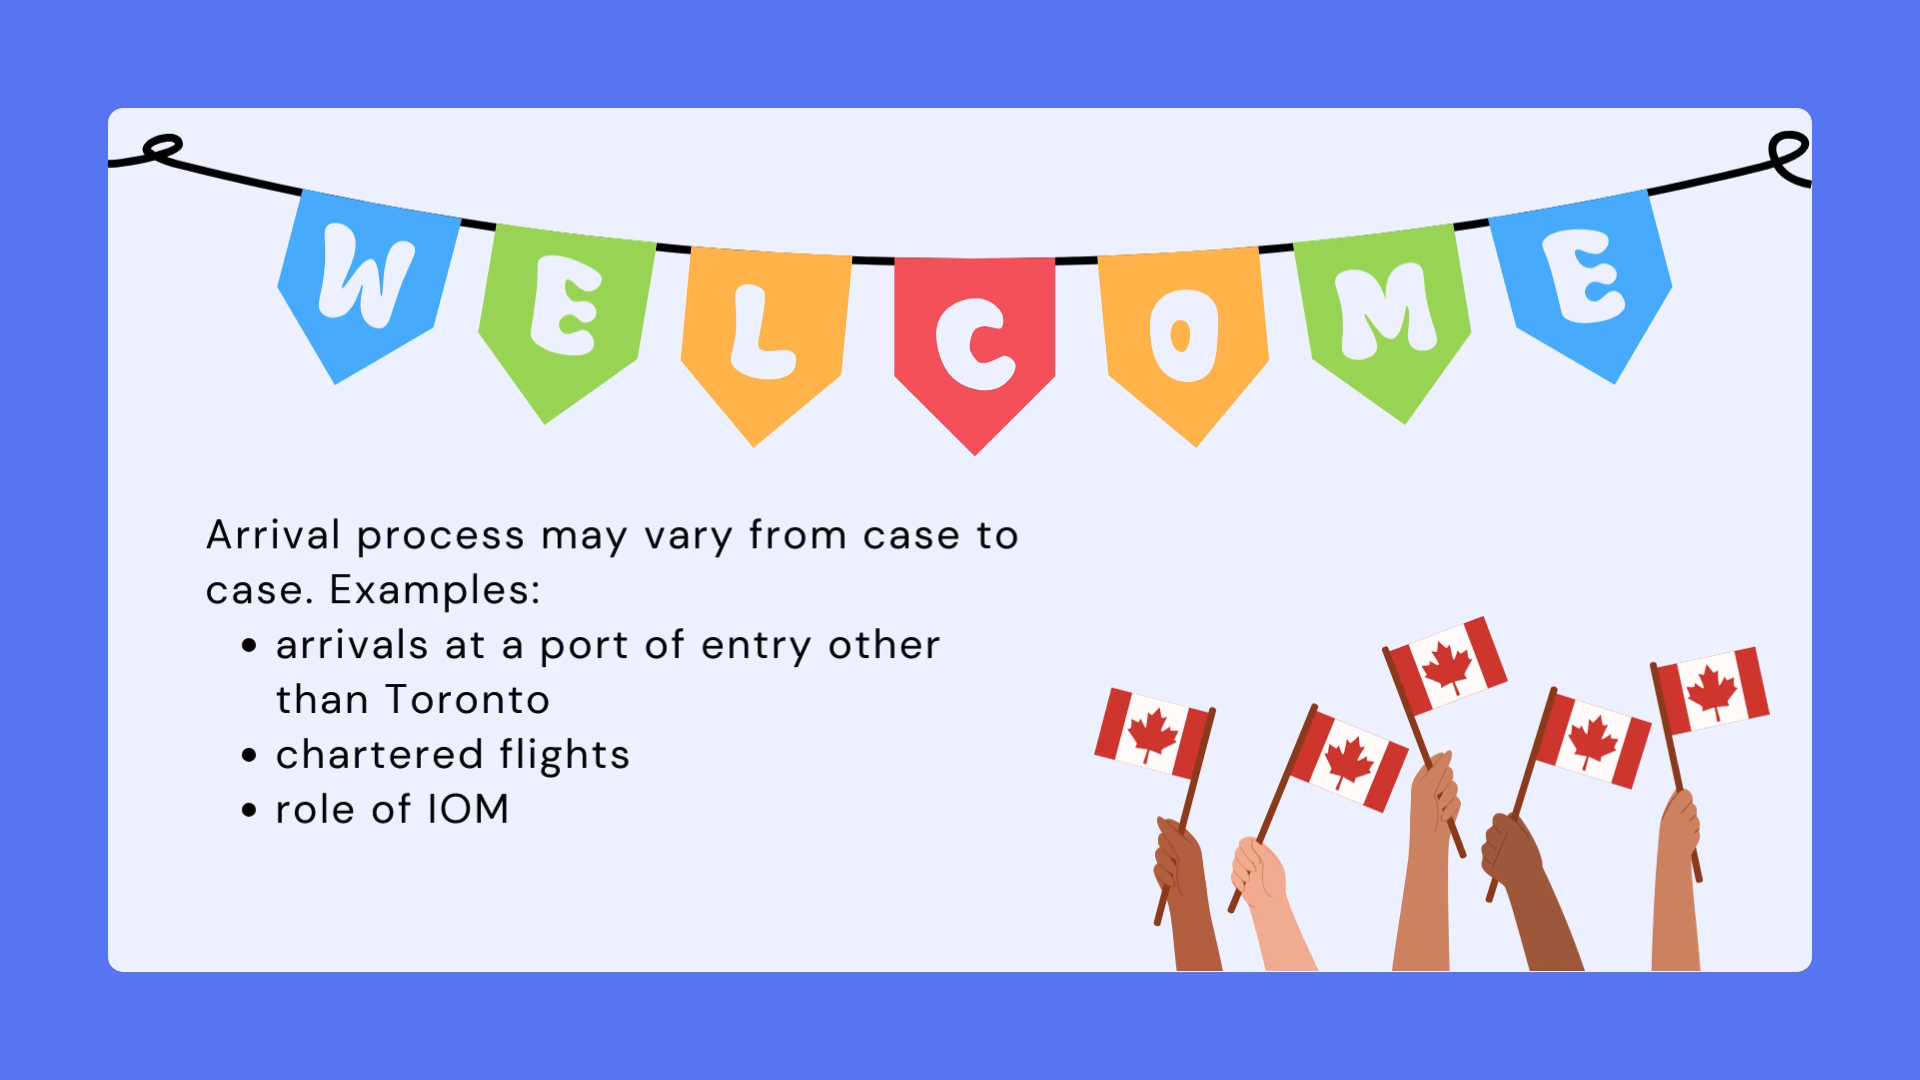 WELCOME
Arrival process may vary from case to
case. Examples:
• arrivals at a port of entry other
than Toronto
• chartered flights
• role of IOM